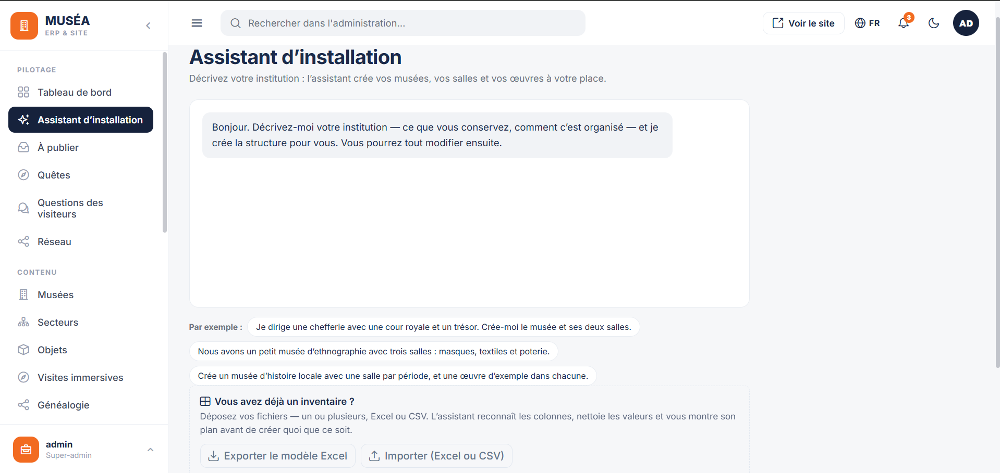 MUSÉA
ERP & SITE
Rechercher dans l'administration...
Voir le site
FR
3
AD
PILOTAGE
Tableau de bord
Assistant d’installation
À publier
Quêtes
Questions des
visiteurs
Réseau
CONTENU
Musées
Secteurs
Objets
Visites immersives
Généalogie
admin
Super-admin
Assistant d’installation
Décrivez votre institution : l’assistant crée vos musées, vos salles et vos œuvres à votre place.
Bonjour. Décrivez-moi votre institution — ce que vous conservez, comment c’est organisé — et je
crée la structure pour vous. Vous pourrez tout modifier ensuite.
Par exemple :
Je dirige une chefferie avec une cour royale et un trésor. Crée-moi le musée et ses deux salles.
Nous avons un petit musée d’ethnographie avec trois salles : masques, textiles et poterie.
Crée un musée d’histoire locale avec une salle par période, et une œuvre d’exemple dans chacune.
Vous avez déjà un inventaire ?
Déposez vos fichiers — un ou plusieurs, Excel ou CSV. L’assistant reconnaît les colonnes, nettoie les valeurs et vous montre son
plan avant de créer quoi que ce soit.
Exporter le modèle Excel
Importer (Excel ou CSV)